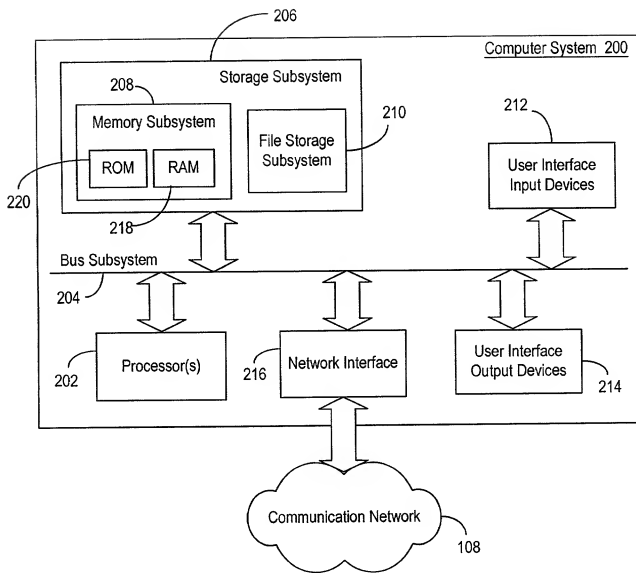 206
Computer System 200
Storage Subsystem
208
Memory Subsystem
ROM
RAM
220
218
File Storage
Subsystem
210
212
User Interface
Input Devices
Bus Subsystem
204
Processor(s)
202
216
Network Interface
User Interface
Output Devices
214
Communication Network
108